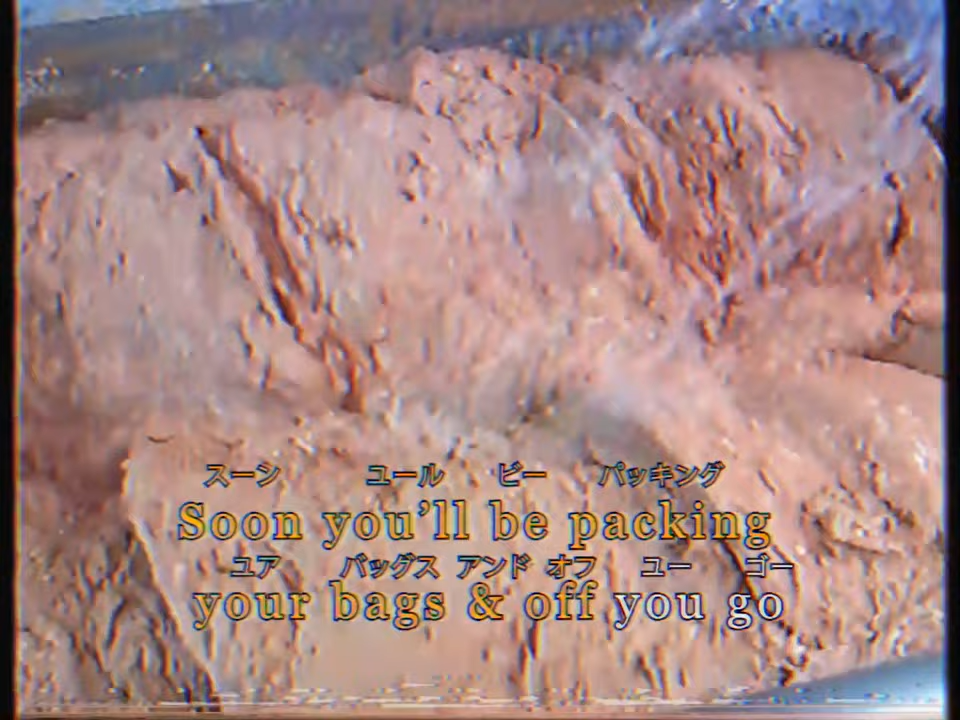 スーン ユール ビー パッキング
Soon you’ll be packing
ユア バッグス アンド オフ ユー ゴー
your bags & off you go